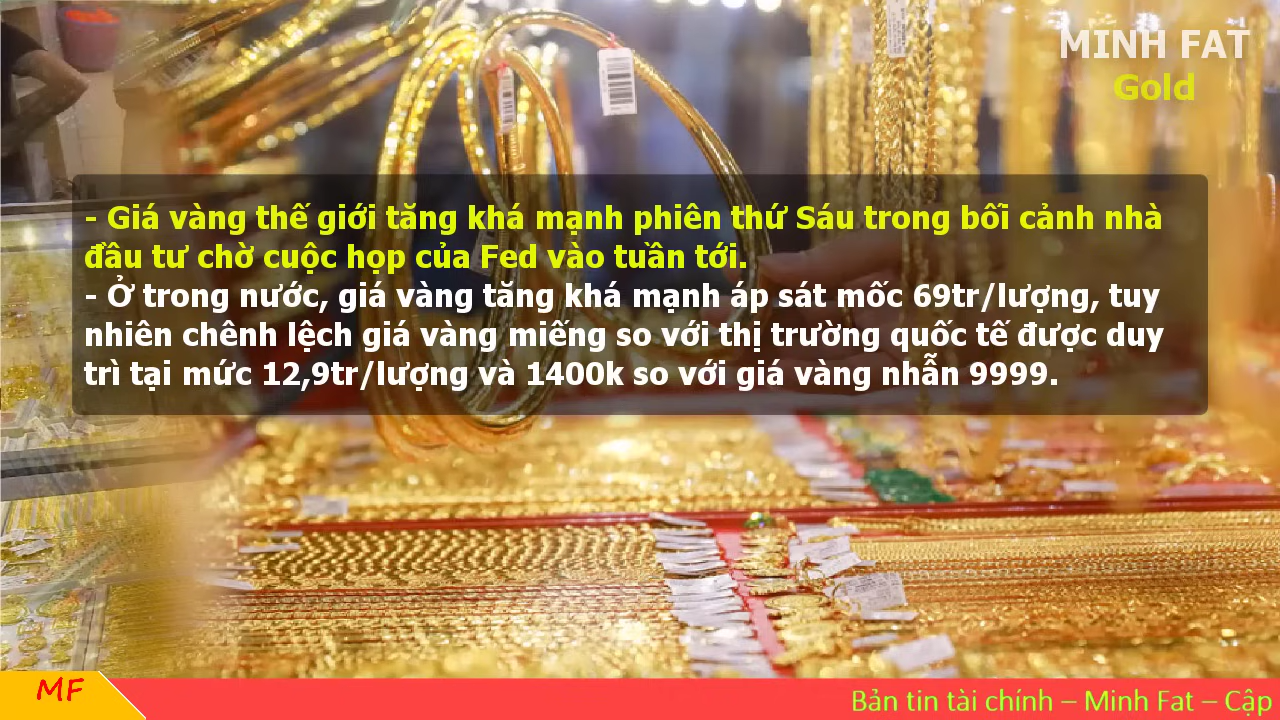 MINH FAT
Gold
- Giá vàng thế giới tăng khá mạnh phiên thứ Sáu trong bối cảnh nhà
đầu tư chờ cuộc họp của Fed vào tuần tới.
- Ở trong nước, giá vàng tăng khá mạnh áp sát mốc 69tr/lượng, tuy
nhiên chênh lệch giá vàng miếng so với thị trường quốc tế được duy
trì tại mức 12,9tr/lượng và 1400k so với giá vàng nhẫn 9999.
MF
Bản tin tài chính – Minh Fat – Cập